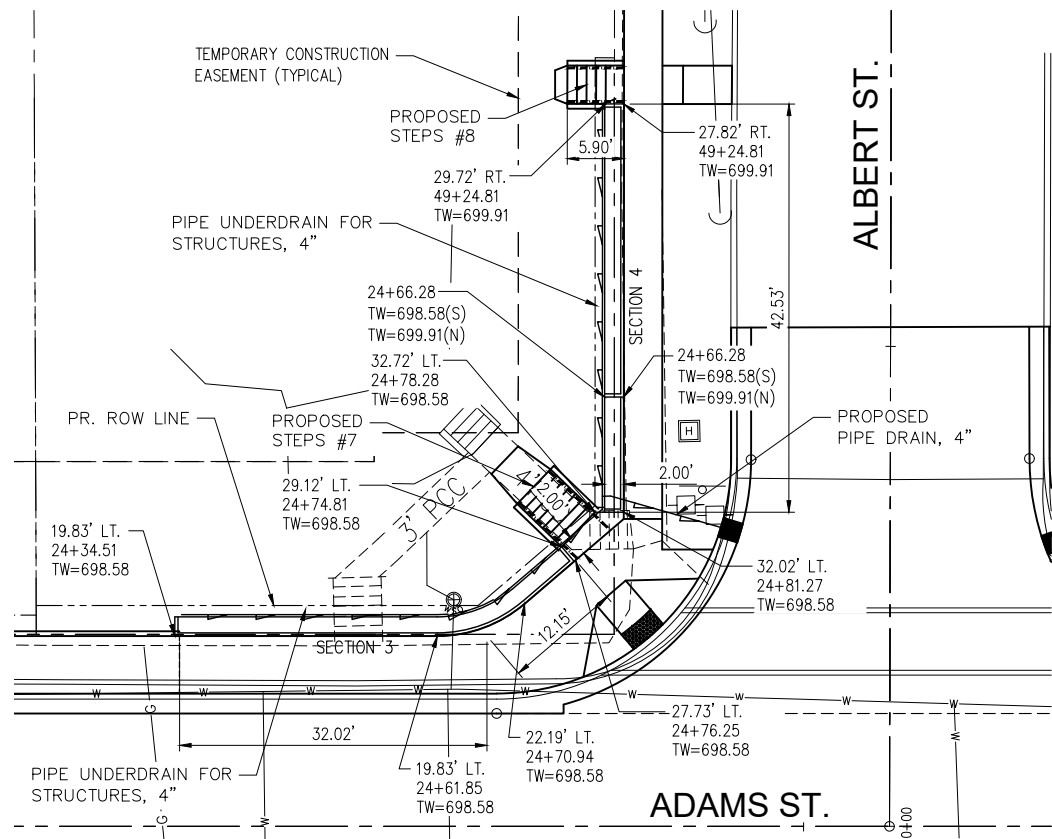 TEMPORARY CONSTRUCTION
EASEMENT (TYPICAL)
PROPOSED
STEPS #8
5.90'
27.82' RT.
49+24.81
TW=699.91
29.72' RT.
49+24.81
TW=699.91
ALBERT ST.
PIPE UNDERDRAIN FOR
STRUCTURES, 4"
SECTION 4
42.53'
24+66.28
TW=698.58(S)
TW=699.91(N)
32.72' LT.
24+78.28
TW=698.58
24+66.28
TW=698.58(S)
TW=699.91(N)
PR. ROW LINE
PROPOSED
STEPS #7
PROPOSED
PIPE DRAIN, 4"
H
2.00'
4'
2.00'
3' PCC
29.12' LT.
24+74.81
TW=698.58
19.83' LT.
24+34.51
TW=698.58
32.02' LT.
24+81.27
TW=698.58
12.15'
SECTION 3
W W W W W W W W W
G
W
27.73' LT.
24+76.25
TW=698.58
32.02'
22.19' LT.
24+70.94
TW=698.58
19.83' LT.
24+61.85
TW=698.58
PIPE UNDERDRAIN FOR
STRUCTURES, 4"
G
W
ADAMS ST.
0+00